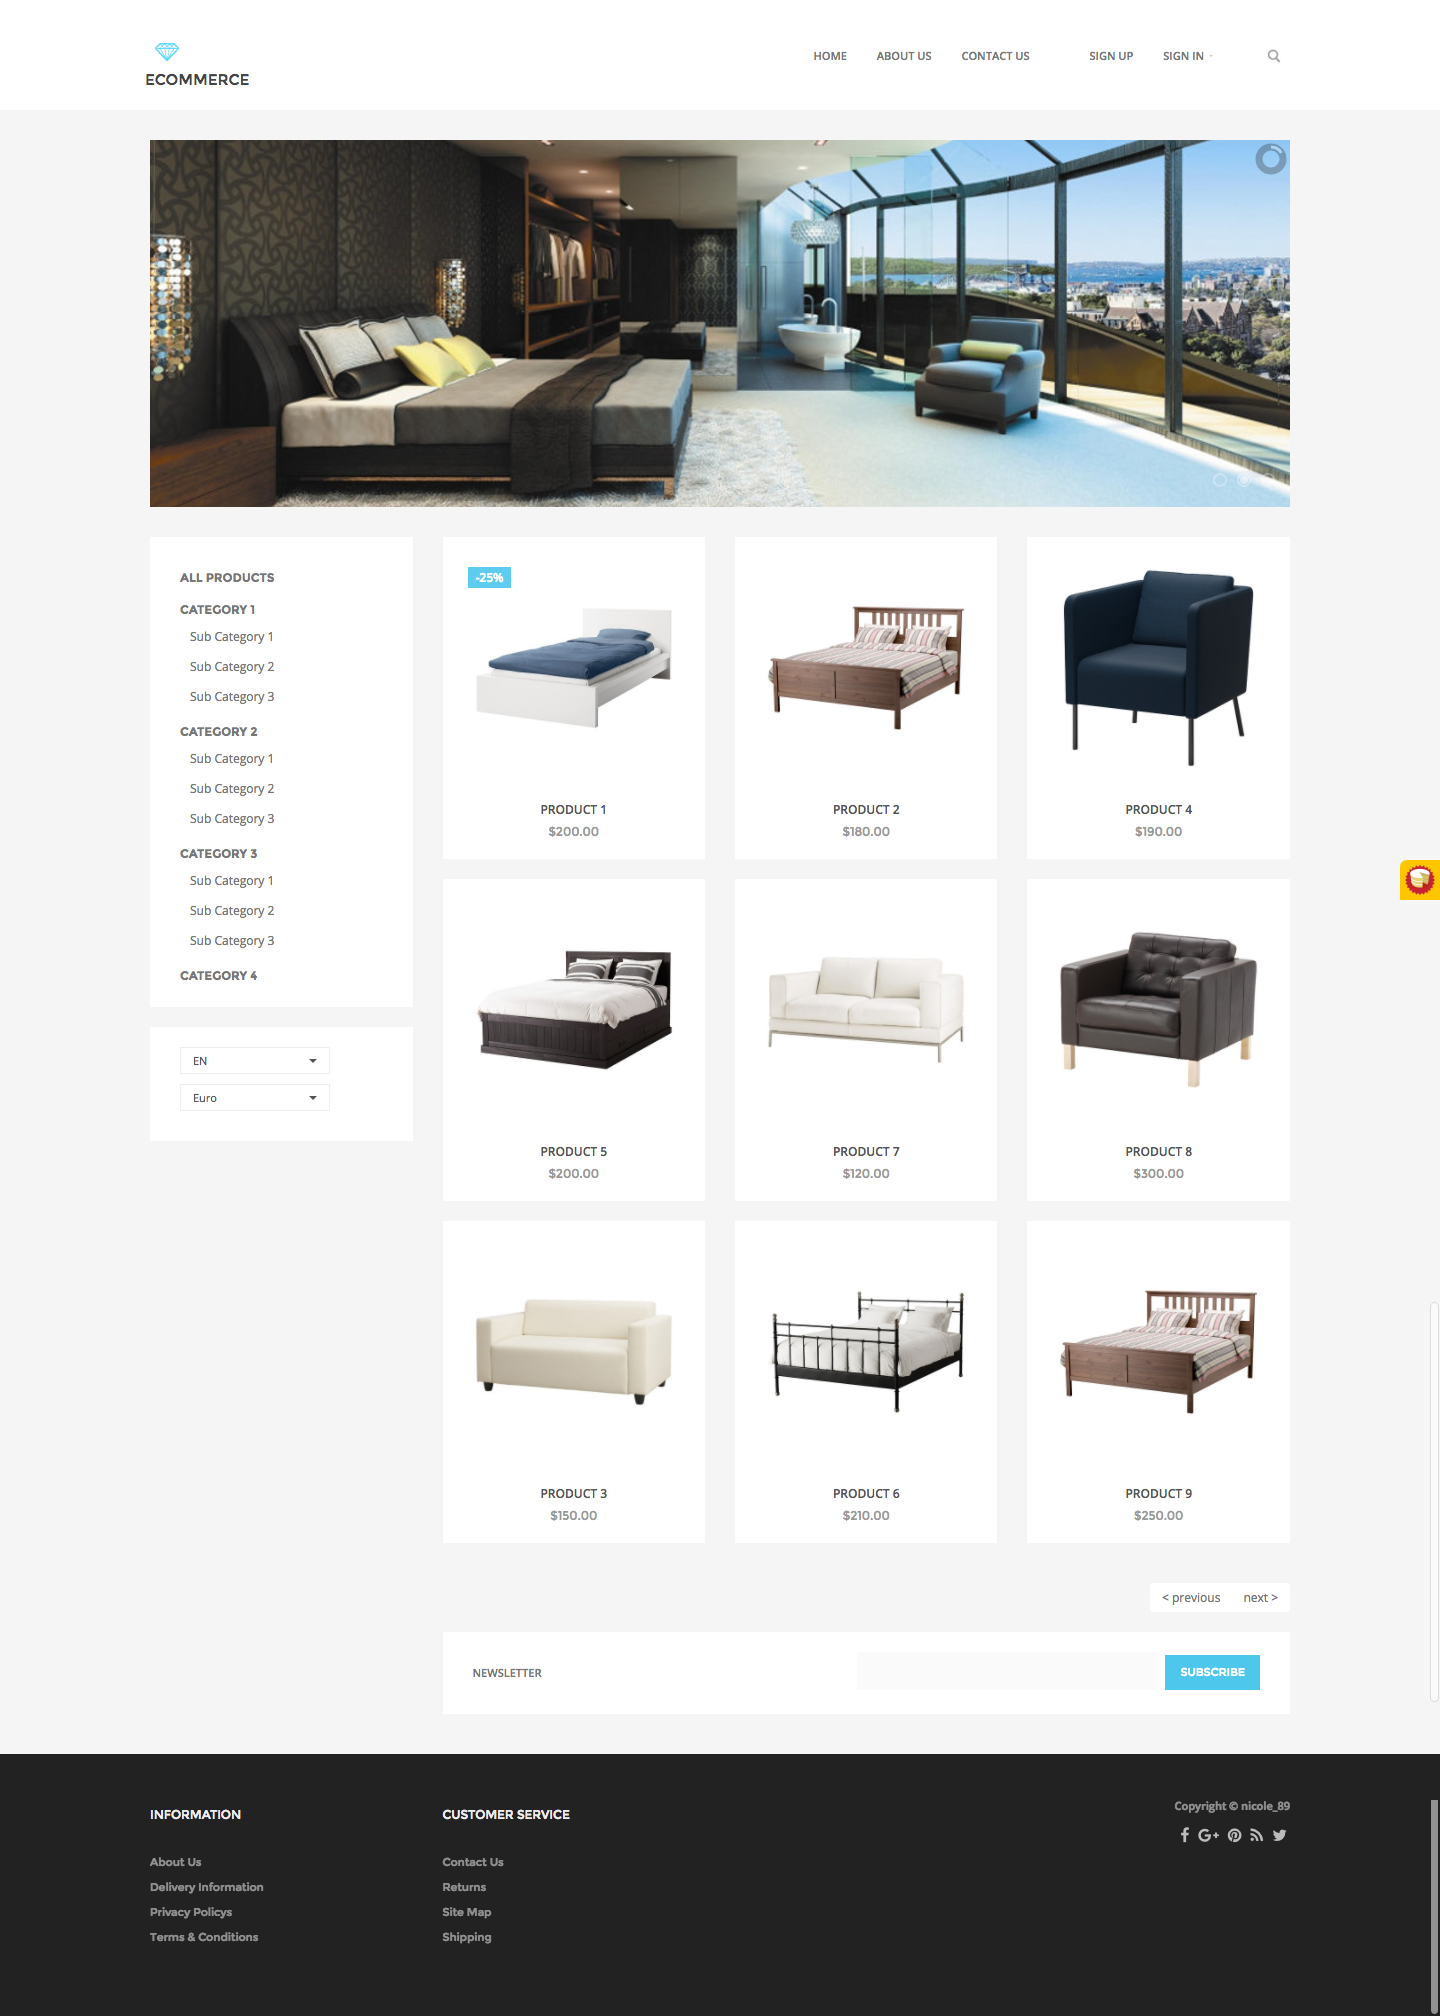 ECOMMERCE
HOME ABOUT US CONTACT US SIGN UP SIGN IN
ALL PRODUCTS
CATEGORY 1
Sub Category 1
Sub Category 2
Sub Category 3
CATEGORY 2
Sub Category 1
Sub Category 2
Sub Category 3
CATEGORY 3
Sub Category 1
Sub Category 2
Sub Category 3
CATEGORY 4
EN
Euro
-25%
PRODUCT 1
$200.00
PRODUCT 2
$180.00
PRODUCT 4
$190.00
PRODUCT 5
$200.00
PRODUCT 7
$120.00
PRODUCT 8
$300.00
PRODUCT 3
$150.00
PRODUCT 6
$210.00
PRODUCT 9
$250.00
< previous next >
NEWSLETTER
SUBSCRIBE
INFORMATION
About Us
Delivery Information
Privacy Policys
Terms & Conditions
CUSTOMER SERVICE
Contact Us
Returns
Site Map
Shipping
Copyright © nicole_89